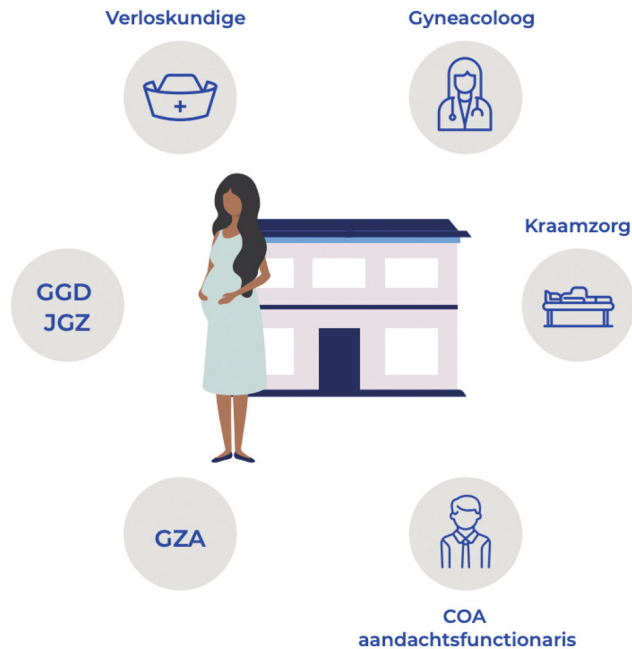 Verloskundige
Gyneacoloog
Kraamzorg
GGD
JGZ
GZA
COA
aandachtsfunctionaris